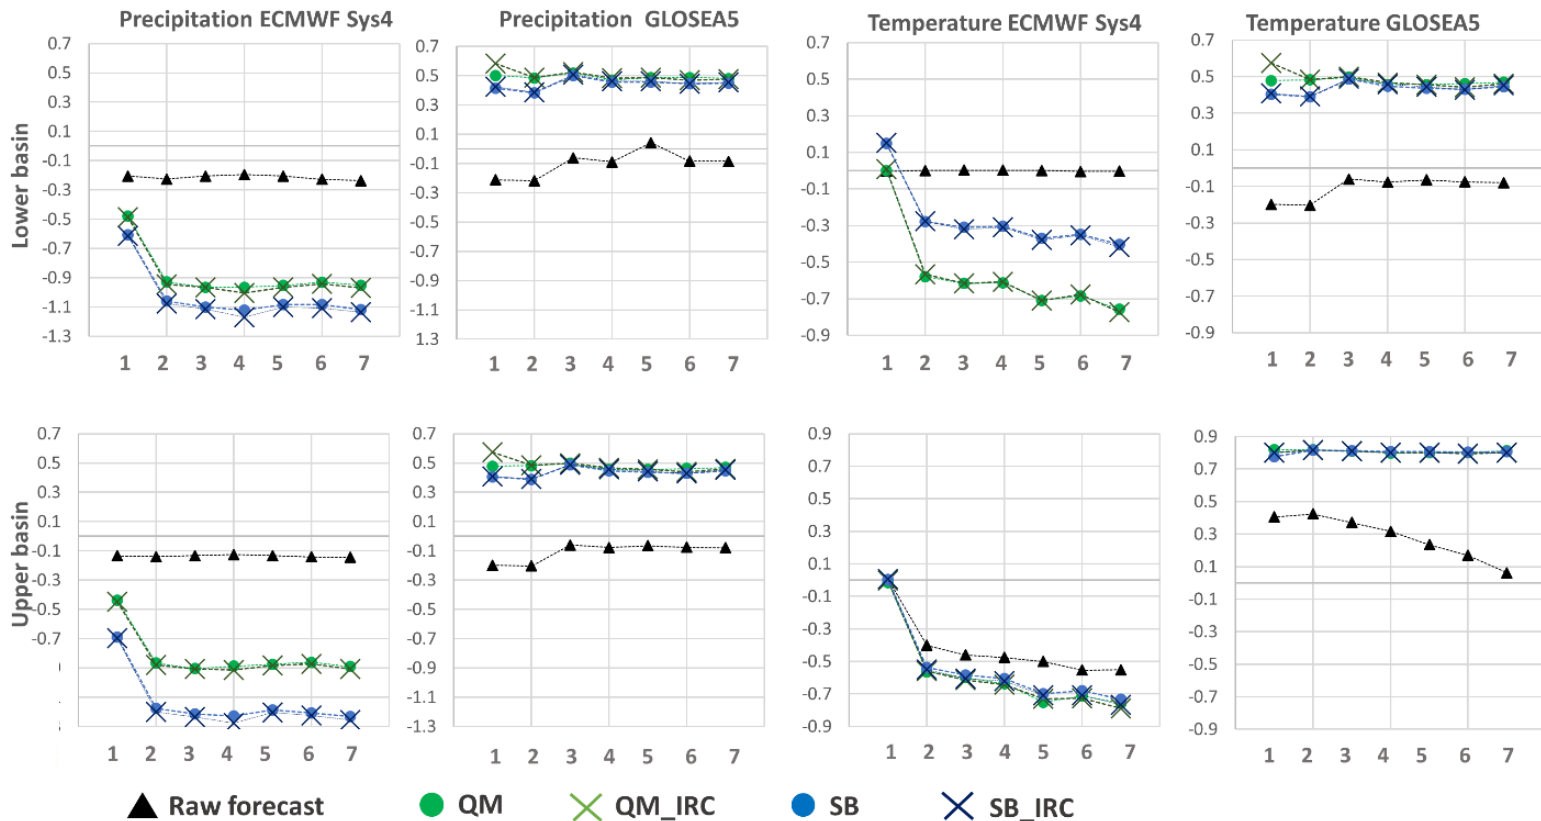 Precipitation ECMWF Sys4 Precipitation GLOSEA5 Temperature ECMWF Sys4 Temperature GLOSEA5
Lower basin
0.7 0.5 0.3 0.1 -0.1 -0.3 -0.5 -0.7 -0.9 -1.1 -1.3
1 2 3 4 5 6 7
0.7 0.5 0.3 0.1 -0.1 -0.3 -0.5 -0.7 -0.9 -1.1 1.3
1 2 3 4 5 6 7
0.7 0.5 0.3 0.1 -0.1 -0.3 -0.5 -0.7 -0.9
1 2 3 4 5 6 7
0.7 0.5 0.3 0.1 -0.1 -0.3 -0.5 -0.7 -0.9
1 2 3 4 5 6 7
Upper basin
0.7 0.5 0.3 0.1 -0.1 -0.3 -0.5 -0.7
1 2 3 4 5 6 7
0.7 0.5 0.3 0.1 -0.1 -0.3 -0.5 -0.7 -0.9 -1.1 -1.3
1 2 3 4 5 6 7
0.9 0.7 0.5 0.3 0.1 -0.1 -0.3 -0.5 -0.7 -0.9
1 2 3 4 5 6 7
0.9 0.7 0.5 0.3 0.1 -0.1 -0.3 -0.5 -0.7 -0.9
1 2 3 4 5 6 7
Raw forecast QM QM_IRC SB SB_IRC